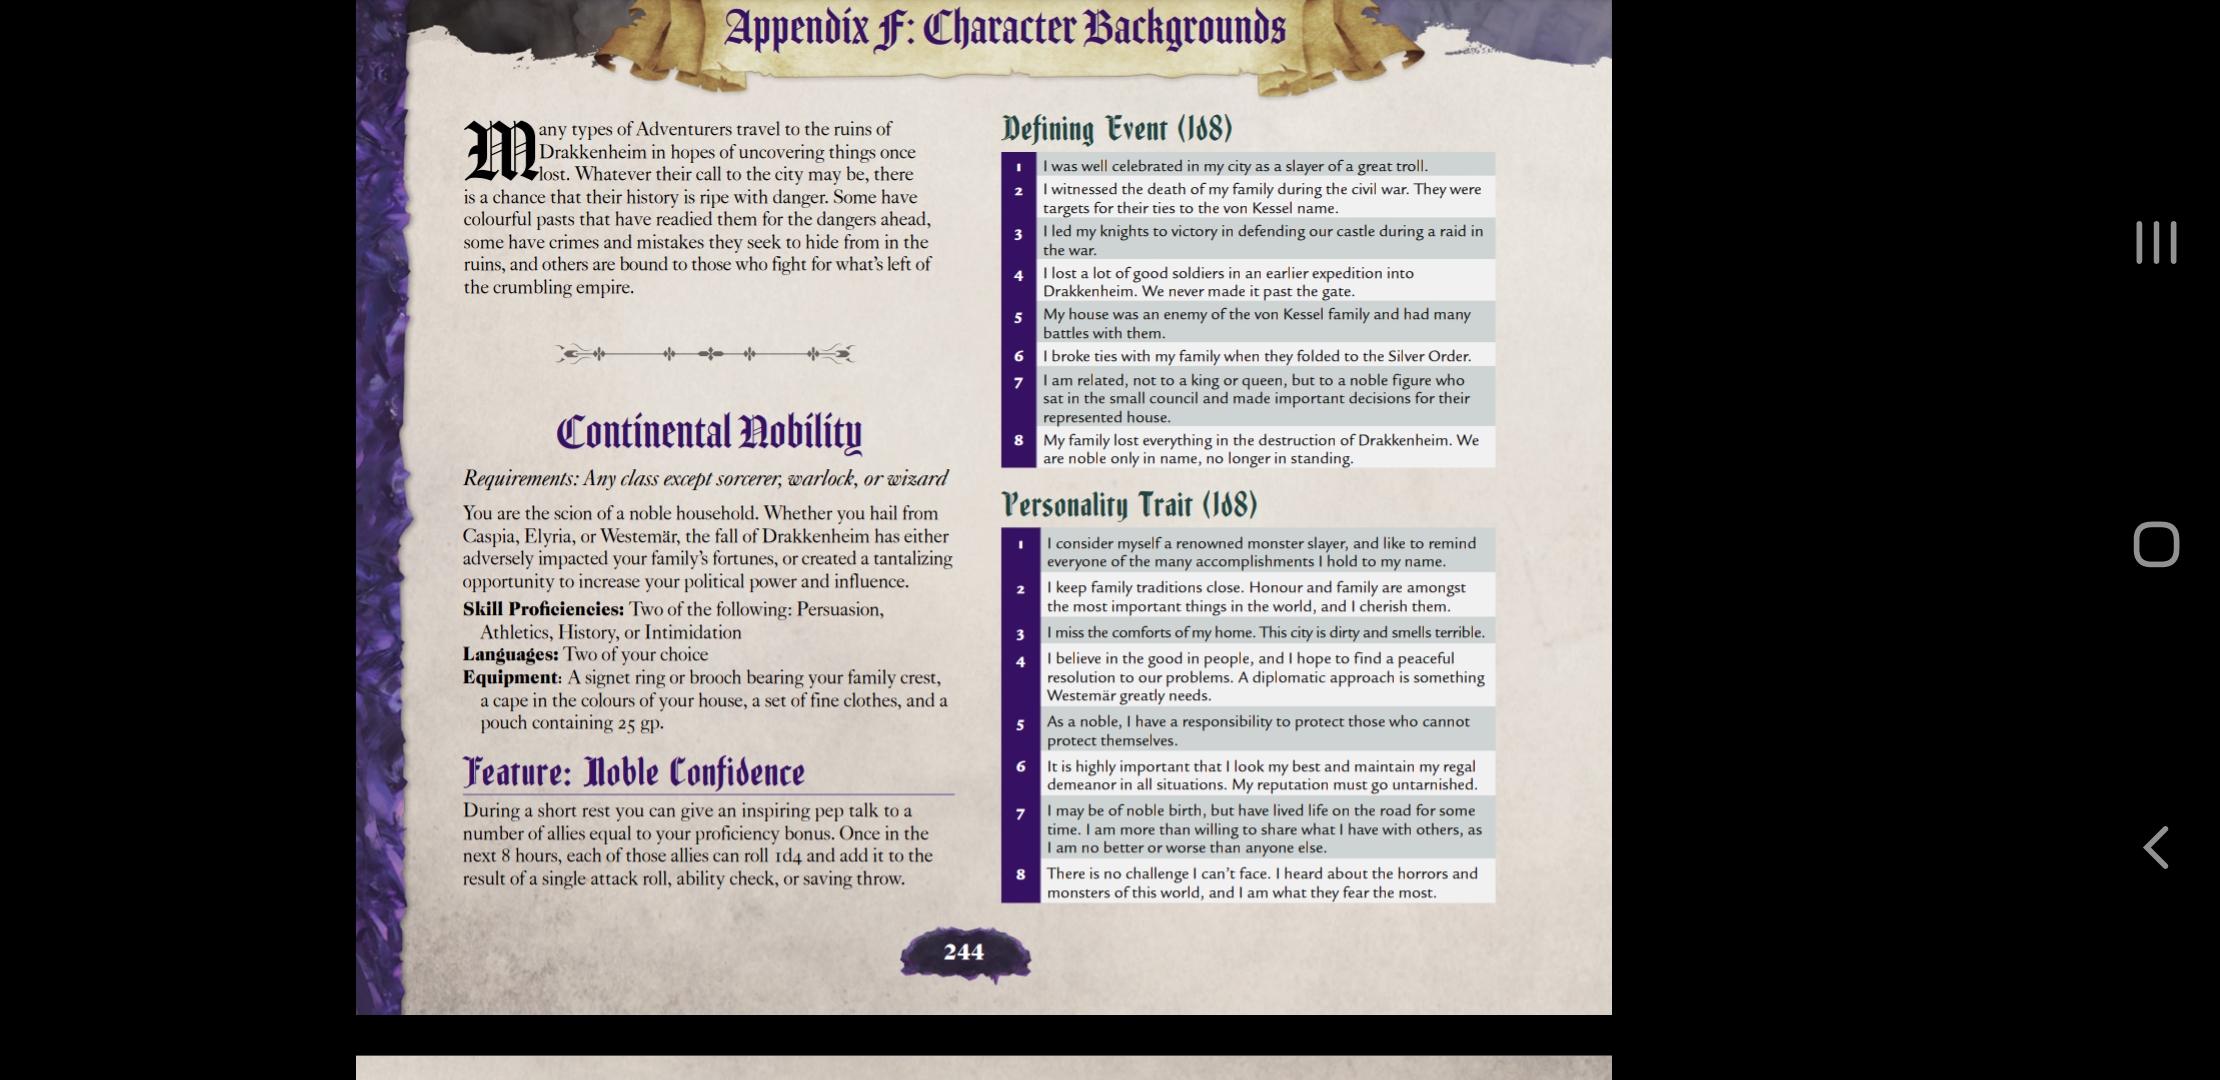 Appendix F: Character Backgrounds
Many types of Adventurers travel to the ruins of
Drakkenheim in hopes of uncovering things once
lost. Whatever their call to the city may be, there
is a chance that their history is ripe with danger. Some have
colourful pasts that have readied them for the dangers ahead,
some have crimes and mistakes they seek to hide from in the
ruins, and others are bound to those who fight for what's left of
the crumbling empire.
Continental Nobility
Requirements: Any class except sorcerer, warlock, or wizard
You are the scion of a noble household. Whether you hail from
Caspia, Elyria, or Westemär, the fall of Drakkenheim has either
adversely impacted your family's fortunes, or created a tantalizing
opportunity to increase your political power and influence.
Skill Proficiencies: Two of the following: Persuasion,
Athletics, History, or Intimidation
Languages: Two of your choice
Equipment: A signet ring or brooch bearing your family crest,
a cape in the colours of your house, a set of fine clothes, and a
pouch containing 25 gp.
Feature: Noble Confidence
During a short rest you can give an inspiring pep talk to a
number of allies equal to your proficiency bonus. Once in the
next 8 hours, each of those allies can roll 1d4 and add it to the
result of a single attack roll, ability check, or saving throw.
Defining Event (1d8)
1 I was well celebrated in my city as a slayer of a great troll.
2 I witnessed the death of my family during the civil war. They were
targets for their ties to the von Kessel name.
3 I led my knights to victory in defending our castle during a raid in
the war.
4 I lost a lot of good soldiers in an earlier expedition into
Drakkenheim. We never made it past the gate.
5 My house was an enemy of the von Kessel family and had many
battles with them.
6 I broke ties with my family when they folded to the Silver Order.
7 I am related, not to a king or queen, but to a noble figure who
sat in the small council and made important decisions for their
represented house.
8 My family lost everything in the destruction of Drakkenheim. We
are noble only in name, no longer in standing.
Personality Trait (1d8)
1 I consider myself a renowned monster slayer, and like to remind
everyone of the many accomplishments I hold to my name.
2 I keep family traditions close. Honour and family are amongst
the most important things in the world, and I cherish them.
3 I miss the comforts of my home. This city is dirty and smells terrible.
4 I believe in the good in people, and I hope to find a peaceful
resolution to our problems. A diplomatic approach is something
Westemär greatly needs.
5 As a noble, I have a responsibility to protect those who cannot
protect themselves.
6 It is highly important that I look my best and maintain my regal
demeanor in all situations. My reputation must go untarnished.
7 I may be of noble birth, but have lived life on the road for some
time. I am more than willing to share what I have with others, as
I am no better or worse than anyone else.
8 There is no challenge I can't face. I heard about the horrors and
monsters of this world, and I am what they fear the most.
244